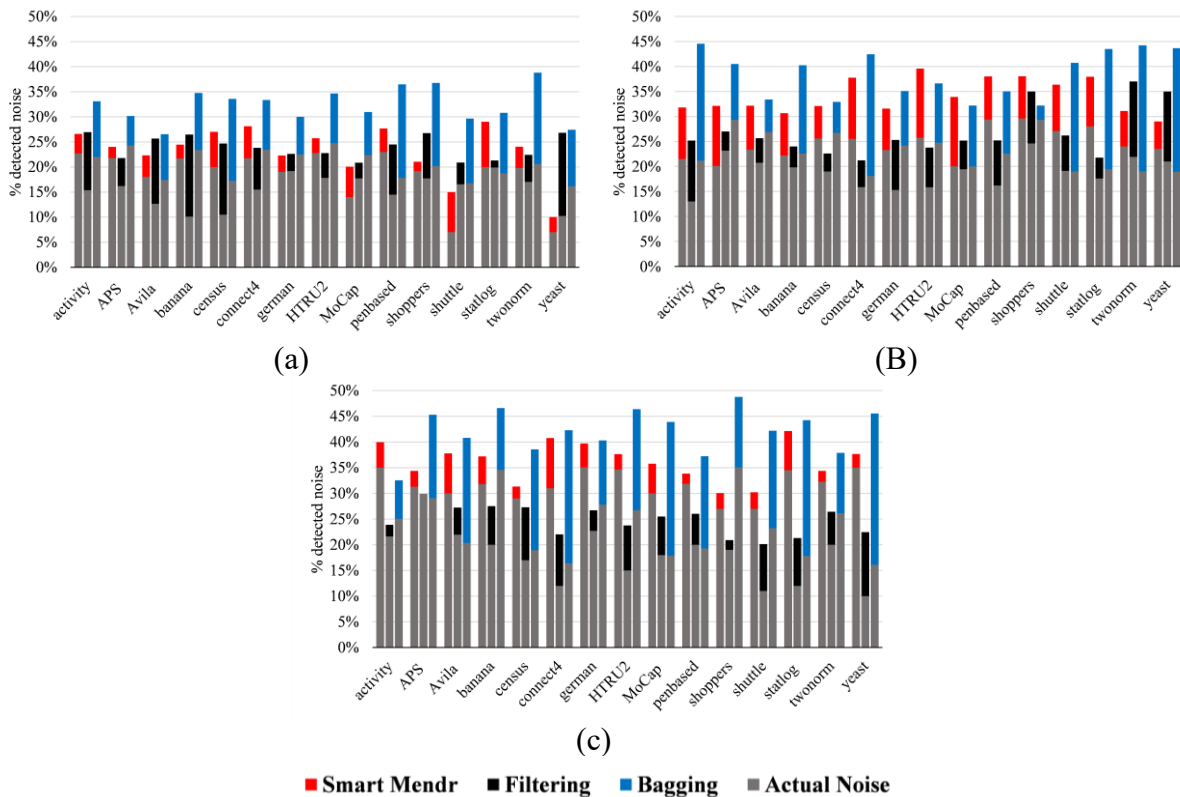 50%
45%
40%
35%
30%
25%
20%
15%
10%
5%
0%
% detected noise
activity
APS
Avila
banana
census
connect4
german
HTRU2
MoCap
penbased
shoppers
shuttle
statlog
twonorm
yeast
(a)
50%
45%
40%
35%
30%
25%
20%
15%
10%
5%
0%
% detected noise
activity
APS
Avila
banana
census
connect4
german
HTRU2
MoCap
penbased
shoppers
shuttle
statlog
twonorm
yeast
(B)
50%
45%
40%
35%
30%
25%
20%
15%
10%
5%
0%
% detected noise
activity
APS
Avila
banana
census
connect4
german
HTRU2
MoCap
penbased
shoppers
shuttle
statlog
twonorm
yeast
(c)
Smart Mendr Filtering Bagging Actual Noise